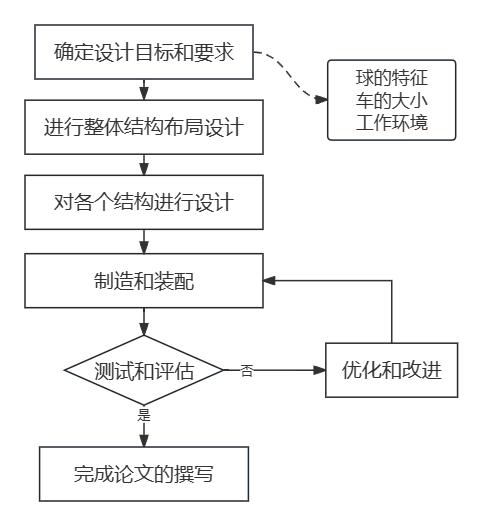 确定设计目标和要求
球的特征
车的大小
工作环境
进行整体结构布局设计
对各个结构进行设计
制造和装配
测试和评估
否
优化和改进
是
完成论文的撰写